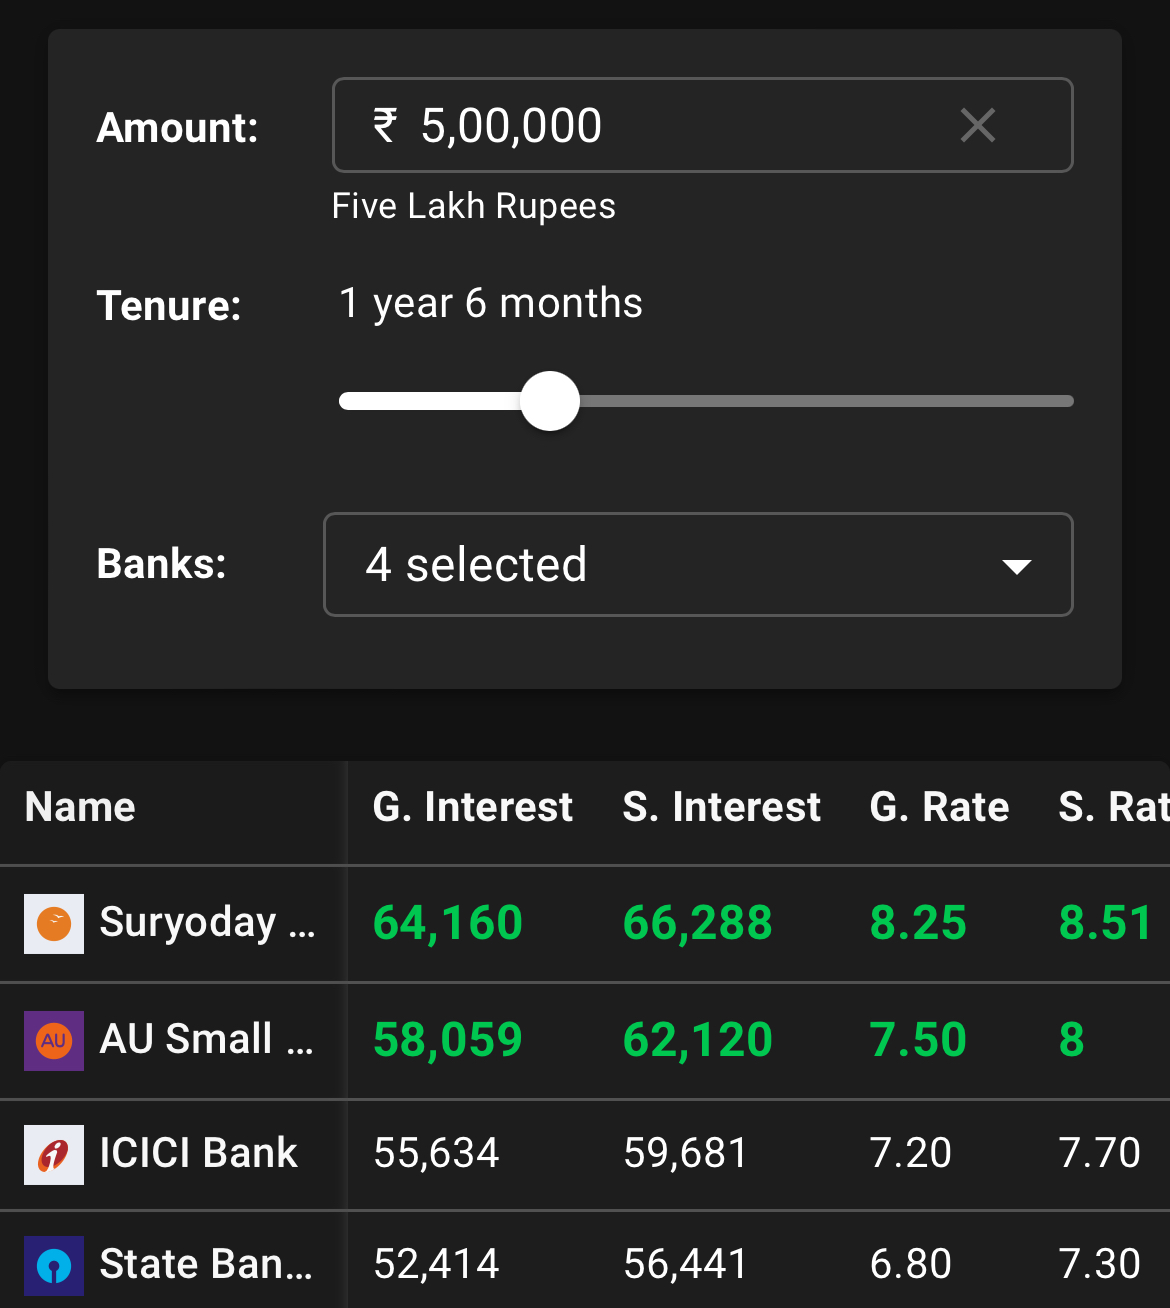 Amount: ₹ 5,00,000
Five Lakh Rupees
Tenure: 1 year 6 months
Banks: 4 selected
Name G. Interest S. Interest G. Rate S. Rat
Suryoday ... 64,160 66,288 8.25 8.51
AU AU Small ... 58,059 62,120 7.50 8
ICICI Bank 55,634 59,681 7.20 7.70
State Ban... 52,414 56,441 6.80 7.30